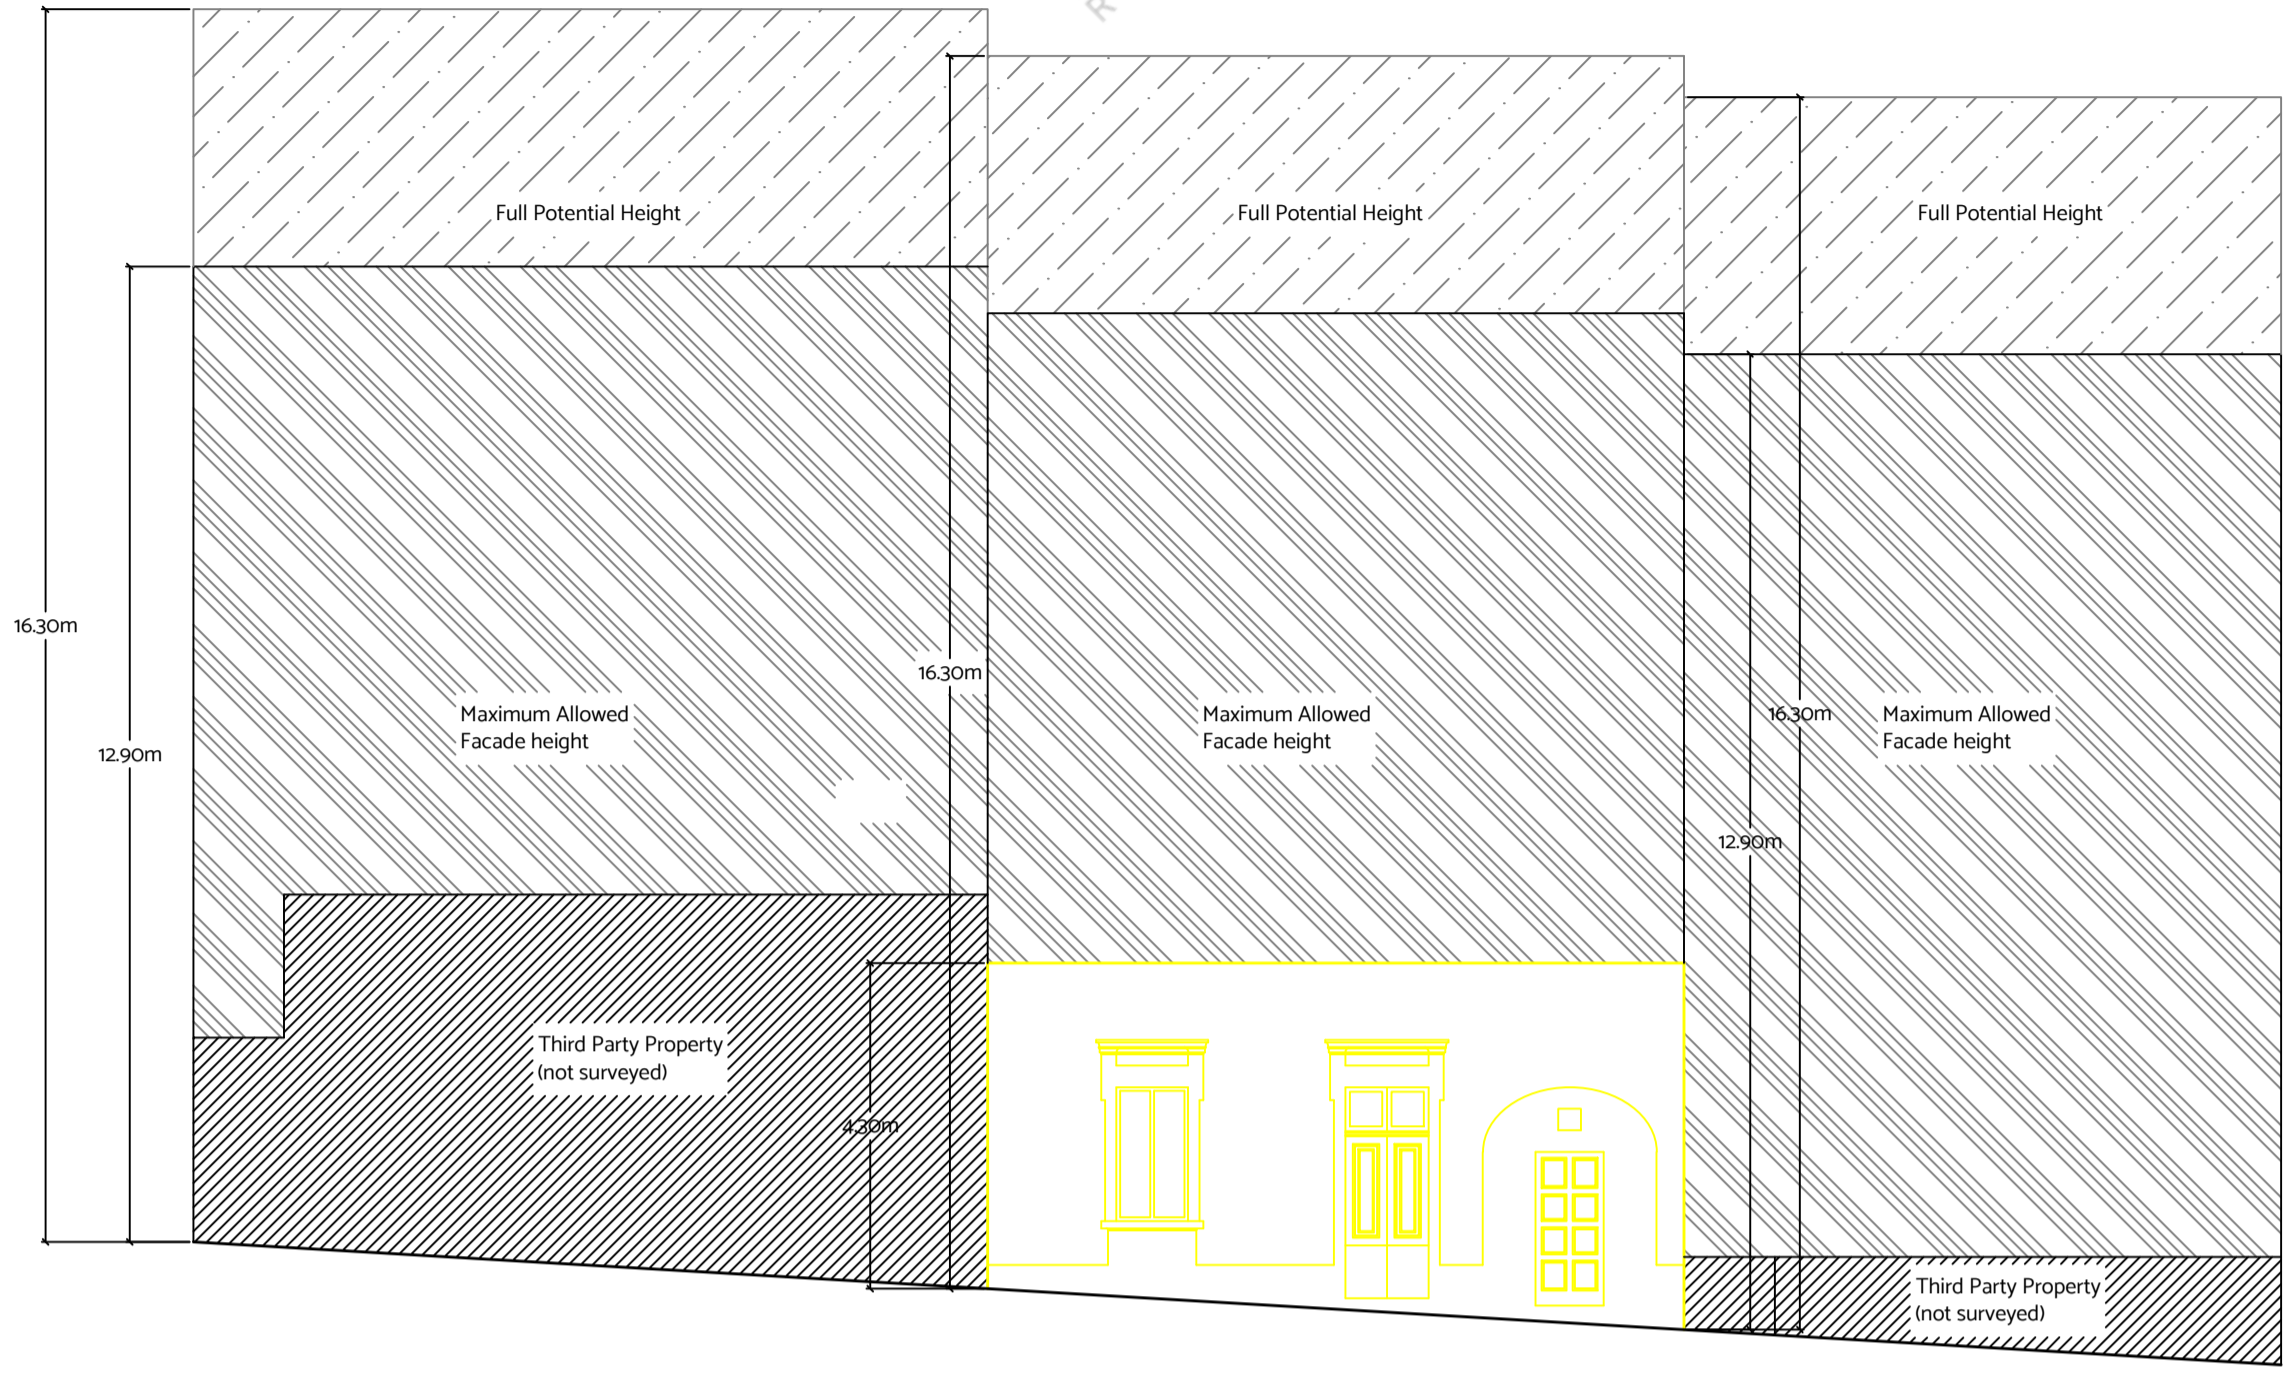 R
Full Potential Height
Full Potential Height
Full Potential Height
16.30m
16.30m
16.30m
Maximum Allowed
Facade height
Maximum Allowed
Facade height
Maximum Allowed
Facade height
12.90m
12.90m
Third Party Property
(not surveyed)
4.30m
Third Party Property
(not surveyed)